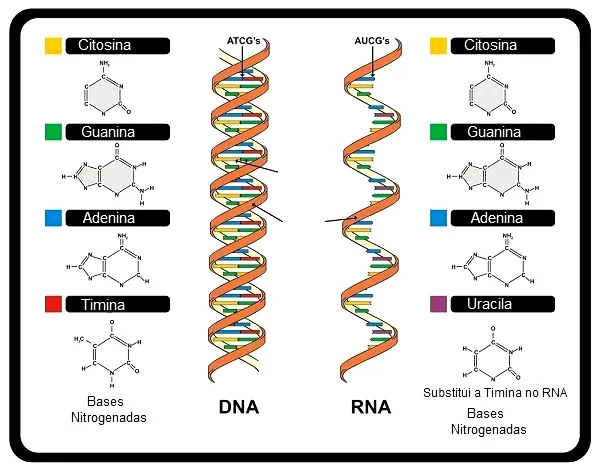 ATCG's
AUCG's
Citosina
Citosina
Guanina
Guanina
Adenina
Adenina
Timina
Uracila
Substitui a Timina no RNA
Bases
Nitrogenadas
DNA
RNA
Bases
Nitrogenadas